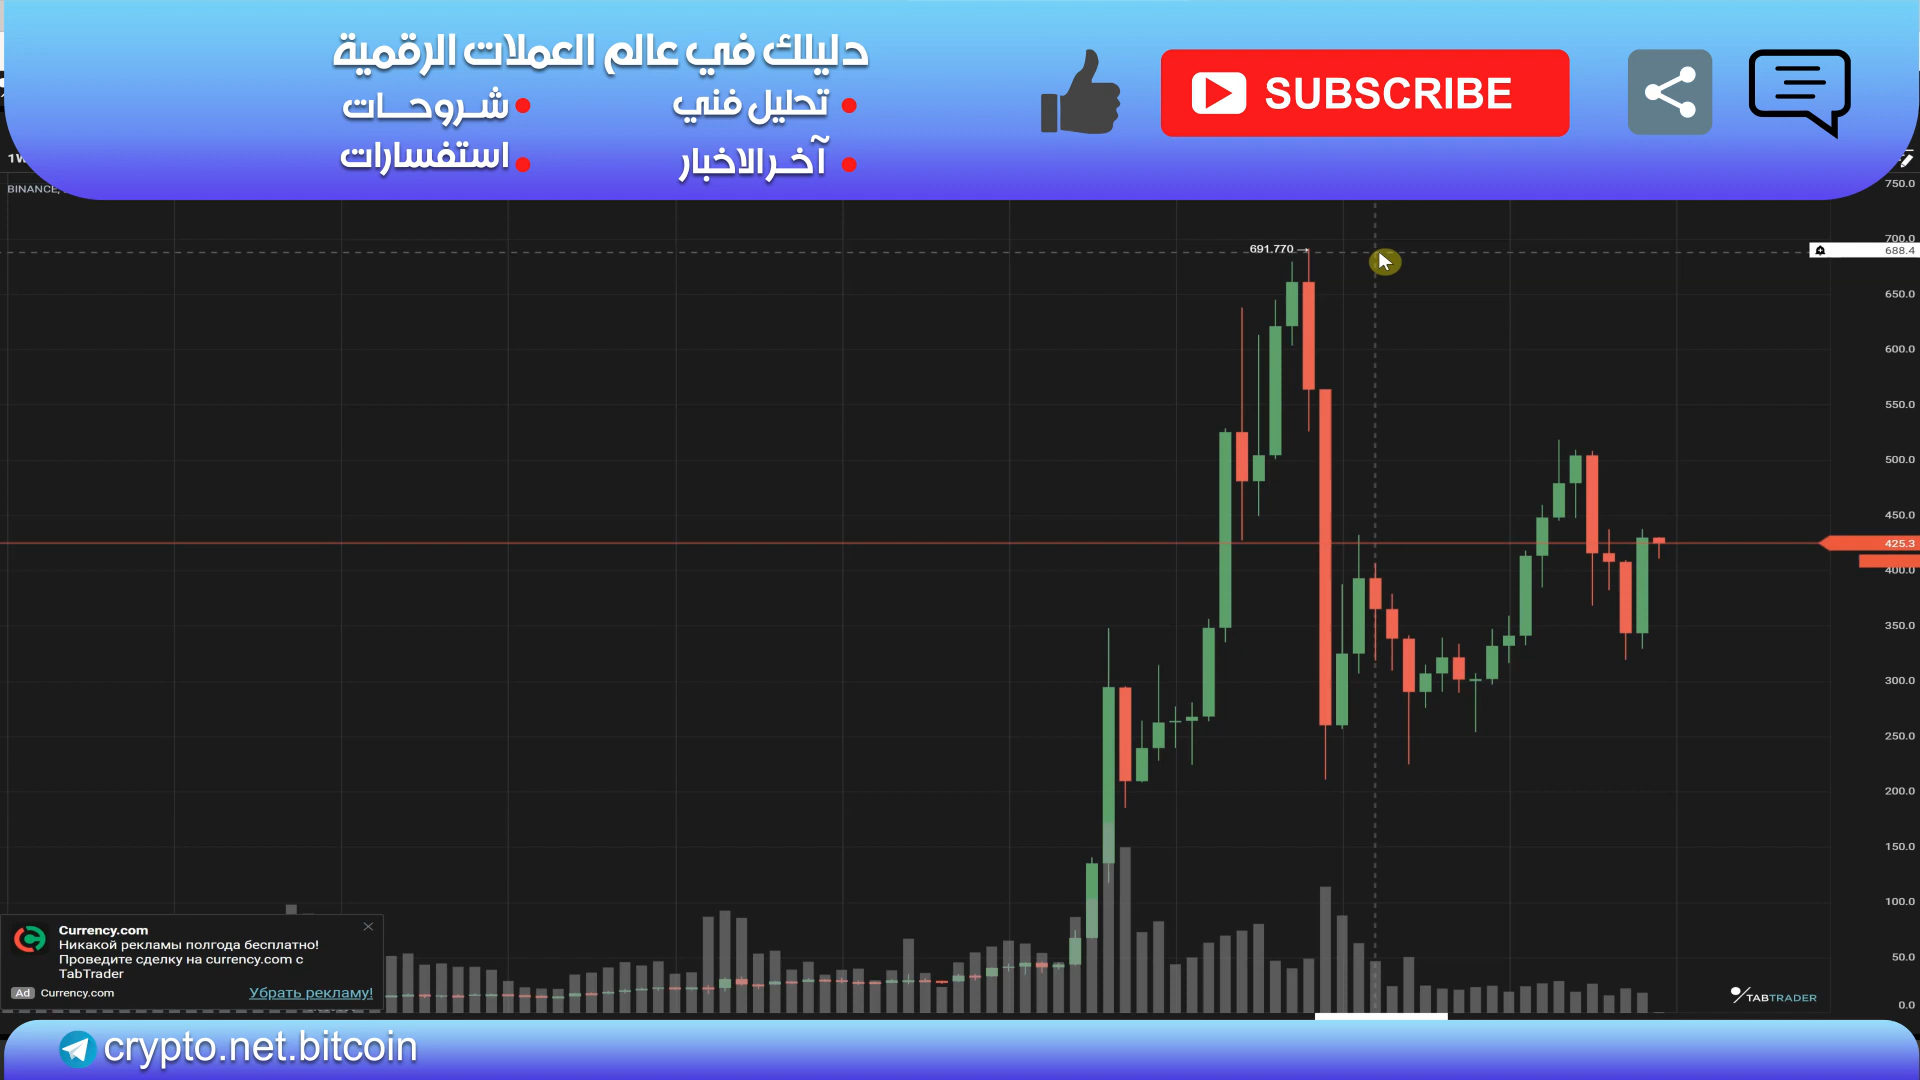 دليلك في عالم العملات الرقمية
تحليل فني
شروحات
آخر الاخبار
استفسارات
SUBSCRIBE
BINANCE,
750.0
700.0
688.4
691.770
650.0
600.0
550.0
500.0
450.0
425.3
400.0
350.0
300.0
250.0
200.0
150.0
100.0
50.0
0.0
Currency.com
Никакой рекламы полгода бесплатно!
Проведите сделку на currency.com с
TabTrader
Ad Currency.com
Убрать рекламу!
TABTRADER
crypto.net.bitcoin